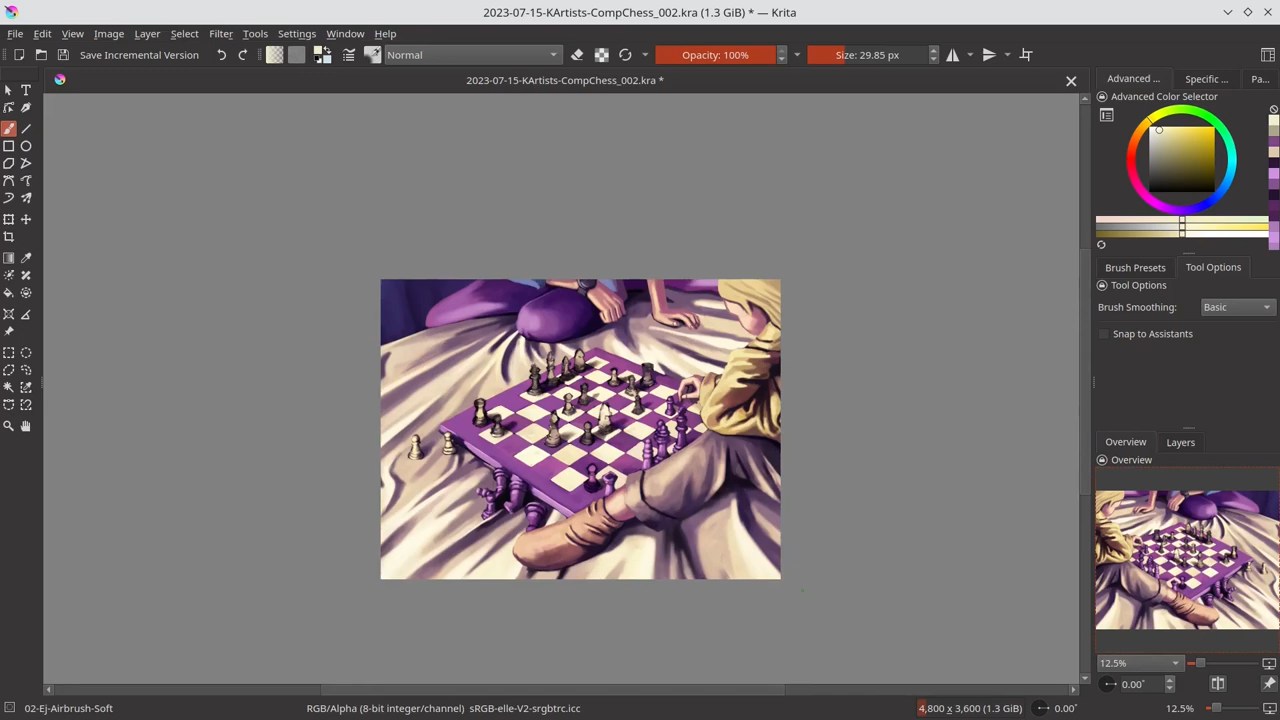 2023-07-15-KArtists-CompChess_002.kra (1.3 GiB) * — Krita
File Edit View Image Layer Select Filter Tools Settings Window Help
Save Incremental Version Normal Opacity: 100% Size: 29.85 px
2023-07-15-KArtists-CompChess_002.kra *
Advanced ... Specific ... Pa...
Advanced Color Selector
Brush Presets Tool Options
Tool Options
Brush Smoothing: Basic
Snap to Assistants
Overview Layers
Overview
12.5%
0.00°
02-Ej-Airbrush-Soft RGB/Alpha (8-bit integer/channel) sRGB-elle-V2-srgbtrc.icc 4,800 x 3,600 (1.3 GiB) 0.00° 12.5%